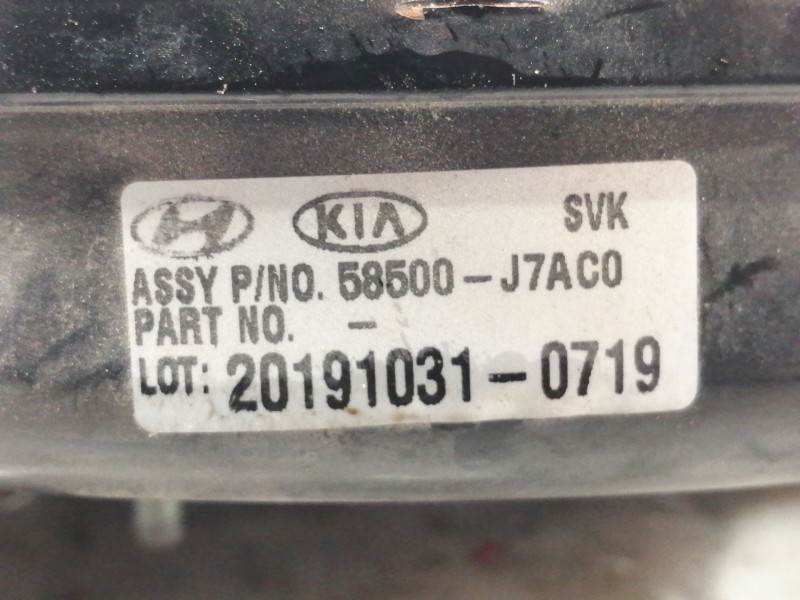 KIA SVK
ASSY P/NO. 58500-J7AC0
PART NO. -
LOT: 20191031-0719